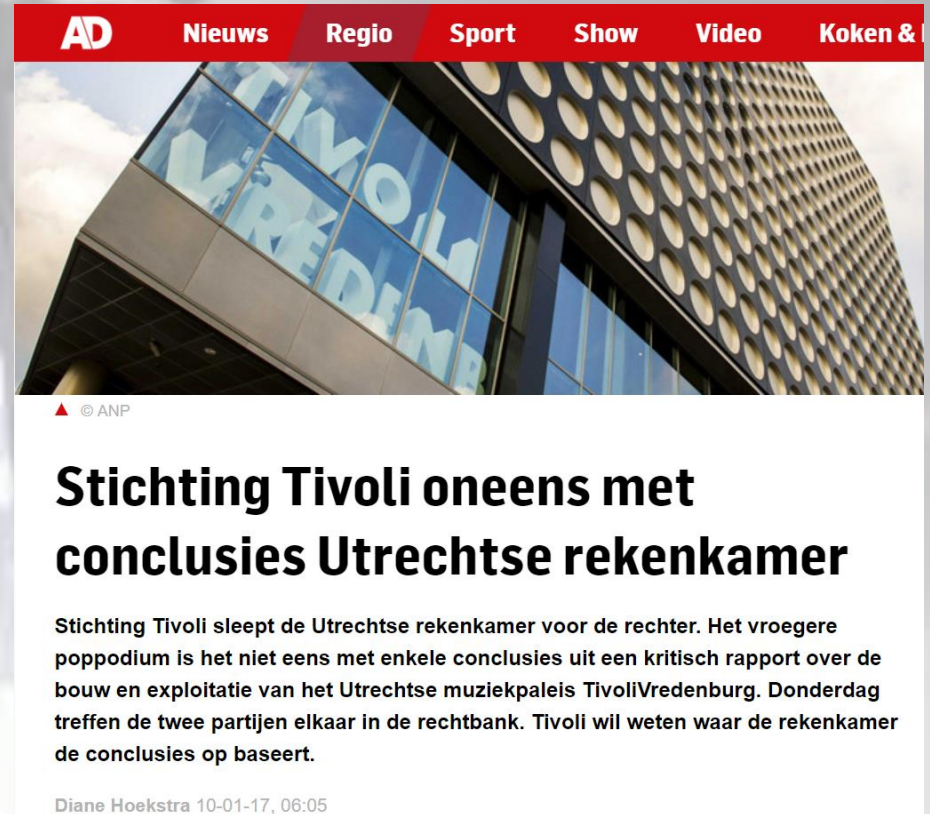 AD Nieuws Regio Sport Show Video Koken &
TIVOLI
VREDENB
© ANP
Stichting Tivoli oneens met
conclusies Utrechtse rekenkamer
Stichting Tivoli sleept de Utrechtse rekenkamer voor de rechter. Het vroegere
poppodium is het niet eens met enkele conclusies uit een kritisch rapport over de
bouw en exploitatie van het Utrechtse muziekpaleis TivoliVredenburg. Donderdag
treffen de twee partijen elkaar in de rechtbank. Tivoli wil weten waar de rekenkamer
de conclusies op baseert.
Diane Hoekstra 10-01-17, 06:05